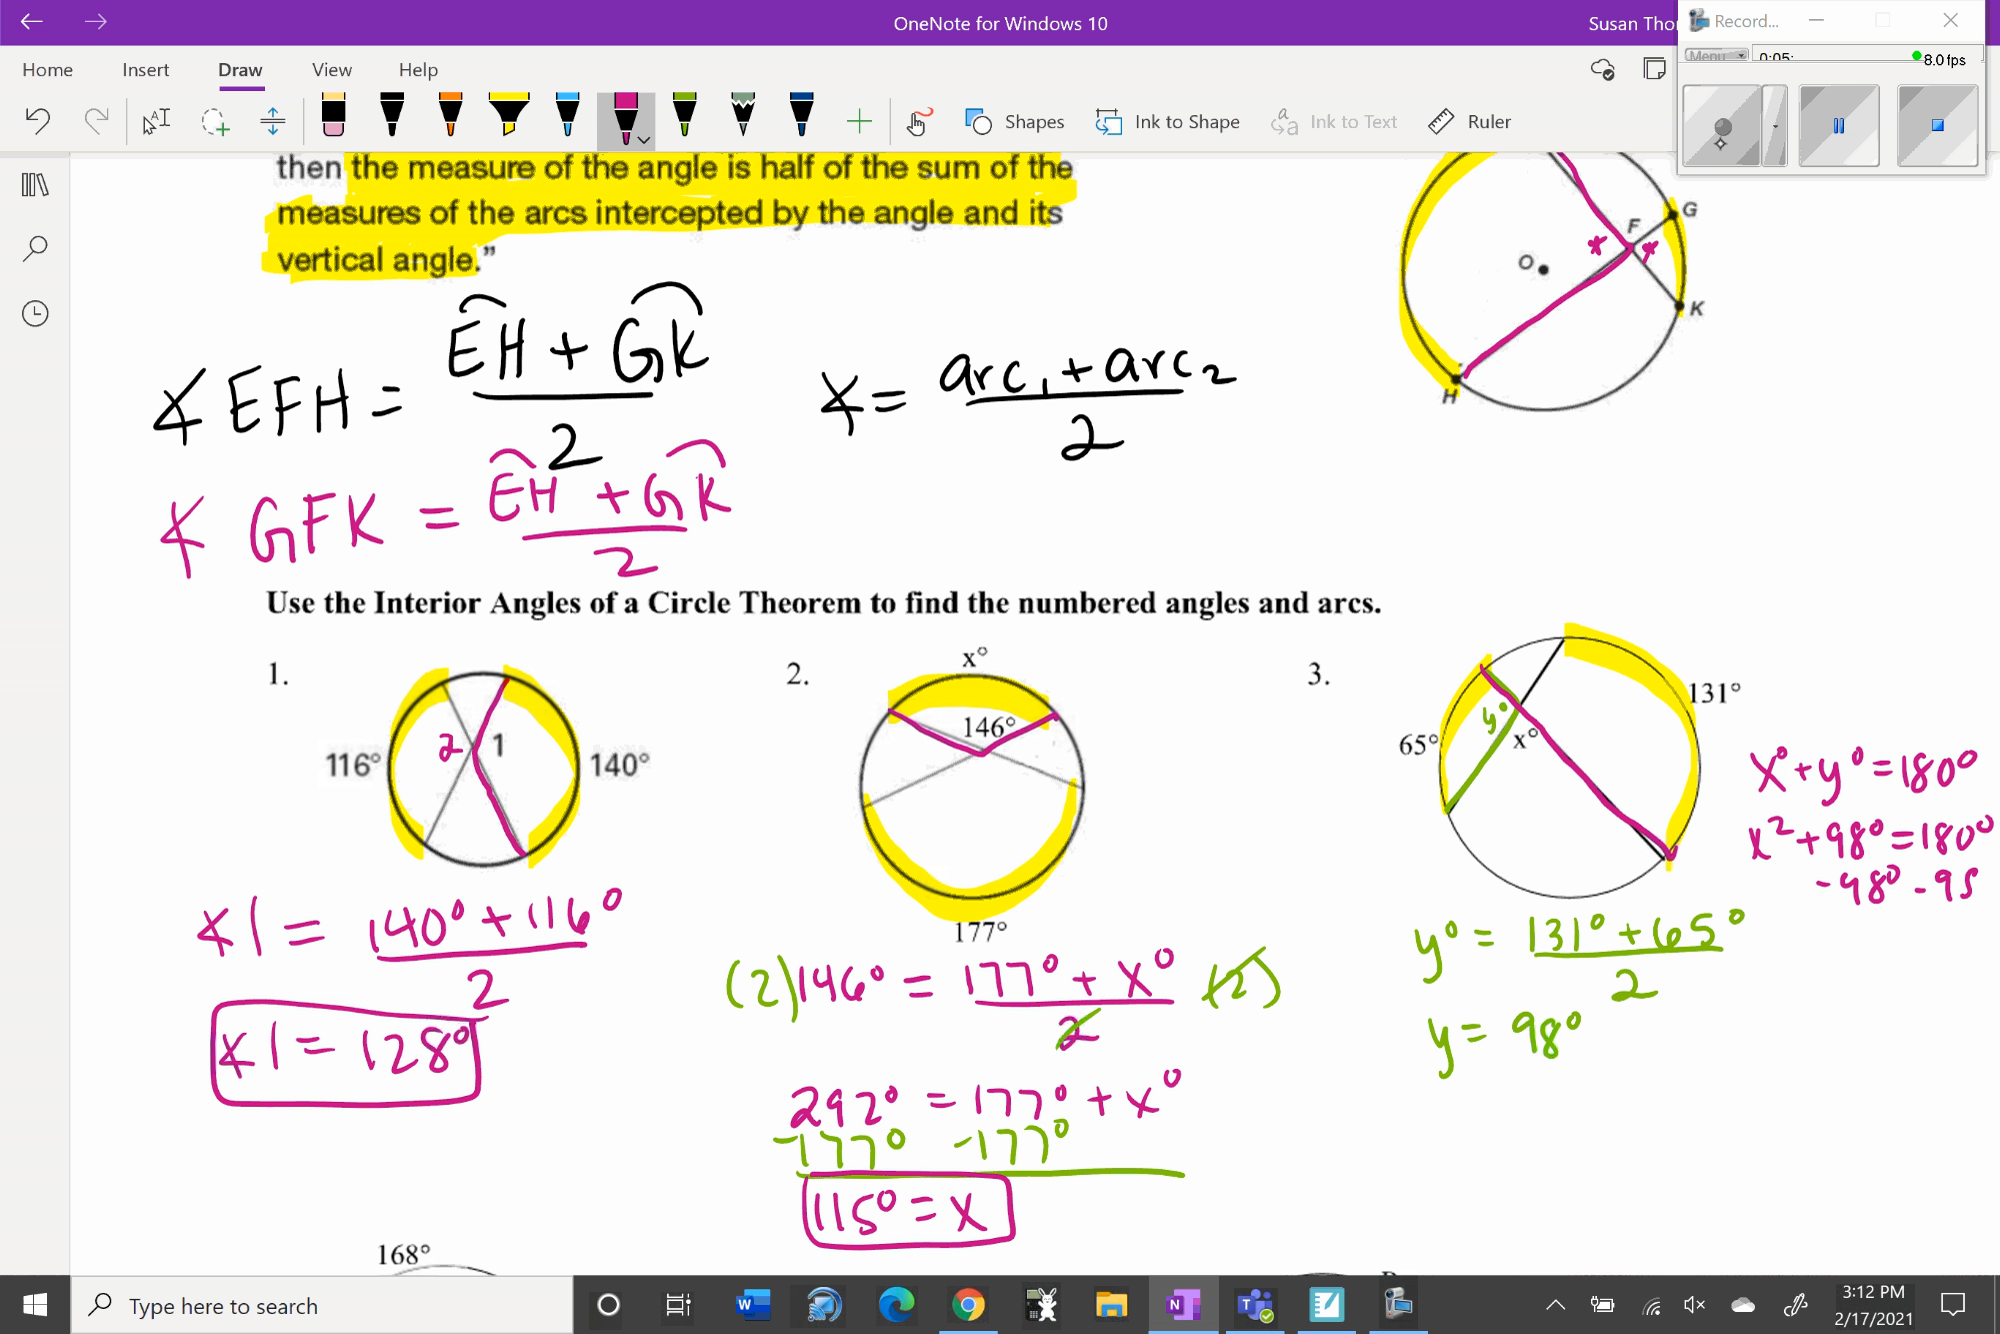 OneNote for Windows 10
Susan Thor
Record...
Menu
0:05:
8.0 fps
Home Insert Draw View Help
Shapes Ink to Shape Ink to Text Ruler
then the measure of the angle is half of the sum of the
measures of the arcs intercepted by the angle and its
vertical angle."
G
F
O
K
H
∡ EFH = (EH + GK)/2
∡ = (arc₁ + arc₂)/2
∡ GFK = (EH + GK)/2
Use the Interior Angles of a Circle Theorem to find the numbered angles and arcs.
1.
116°
2
1
140°
∡1 = (140° + 116°)/2
∡1 = 128°
2.
x°
146°
177°
(2)146° = (177° + x°)/2 (2)
292° = 177° + x°
-177° -177°
115° = x
3.
131°
65°
y°
x°
x° + y° = 180°
x² + 98° = 180°
-98° -98
y° = (131° + 65°)/2
y = 98°
168°
Type here to search
3:12 PM
2/17/2021